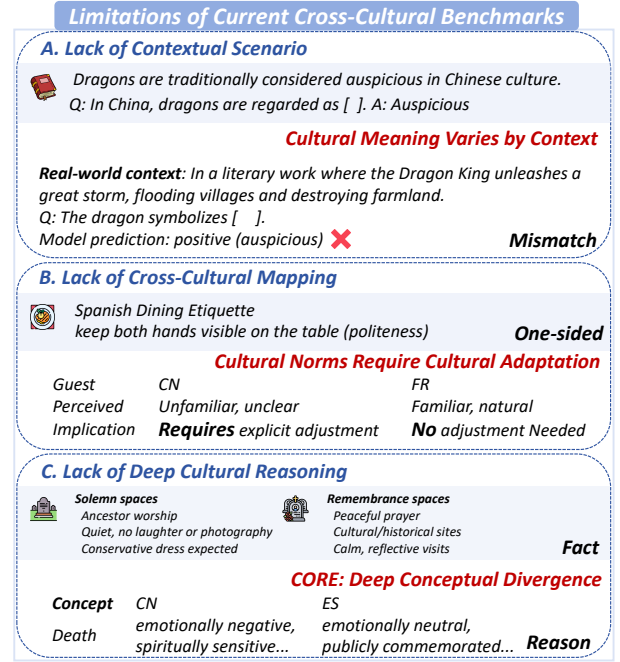 Limitations of Current Cross-Cultural Benchmarks
A. Lack of Contextual Scenario
Dragons are traditionally considered auspicious in Chinese culture.
Q: In China, dragons are regarded as [ ]. A: Auspicious
Cultural Meaning Varies by Context
Real-world context: In a literary work where the Dragon King unleashes a
great storm, flooding villages and destroying farmland.
Q: The dragon symbolizes [ ].
Model prediction: positive (auspicious) ❌ Mismatch
B. Lack of Cross-Cultural Mapping
Spanish Dining Etiquette
keep both hands visible on the table (politeness) One-sided
Cultural Norms Require Cultural Adaptation
Guest CN FR
Perceived Unfamiliar, unclear Familiar, natural
Implication Requires explicit adjustment No adjustment Needed
C. Lack of Deep Cultural Reasoning
Solemn spaces
Ancestor worship
Quiet, no laughter or photography
Conservative dress expected
Remembrance spaces
Peaceful prayer
Cultural/historical sites
Calm, reflective visits
Fact
CORE: Deep Conceptual Divergence
Concept CN ES
Death
emotionally negative,
spiritually sensitive...
emotionally neutral,
publicly commemorated...
Reason